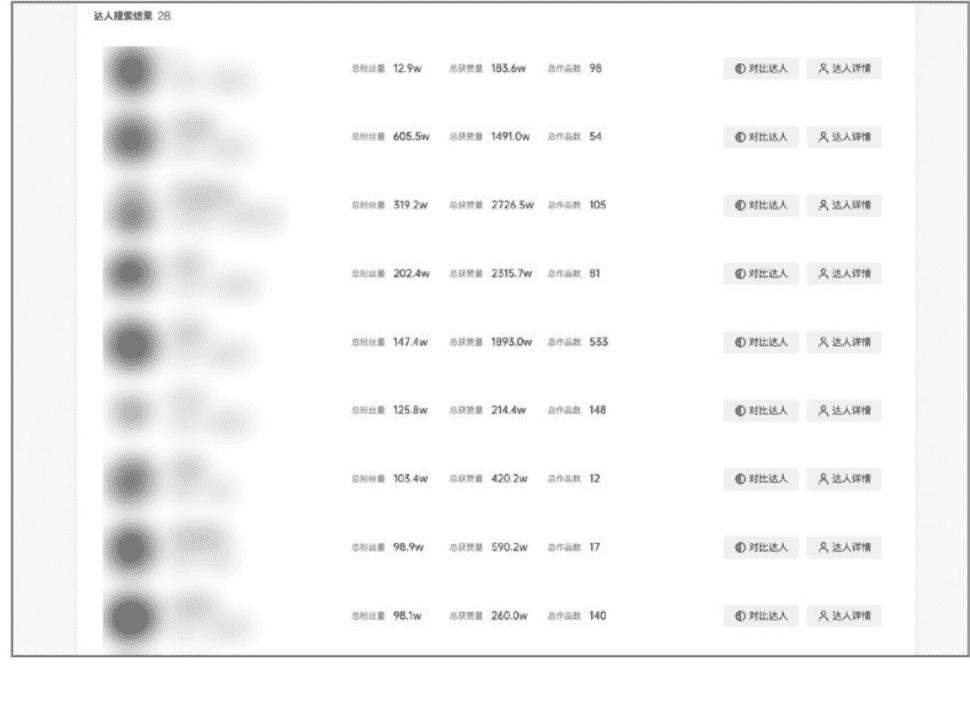 达人搜索结果 28
总粉丝量 12.9w 总获赞量 183.6w 总作品数 98 对比达人 达人详情
总粉丝量 605.5w 总获赞量 1491.0w 总作品数 54 对比达人 达人详情
总粉丝量 319.2w 总获赞量 2726.5w 总作品数 105 对比达人 达人详情
总粉丝量 202.4w 总获赞量 2315.7w 总作品数 81 对比达人 达人详情
总粉丝量 147.4w 总获赞量 1893.0w 总作品数 533 对比达人 达人详情
总粉丝量 125.8w 总获赞量 214.4w 总作品数 148 对比达人 达人详情
总粉丝量 103.4w 总获赞量 420.2w 总作品数 12 对比达人 达人详情
总粉丝量 98.9w 总获赞量 590.2w 总作品数 17 对比达人 达人详情
总粉丝量 98.1w 总获赞量 260.0w 总作品数 140 对比达人 达人详情